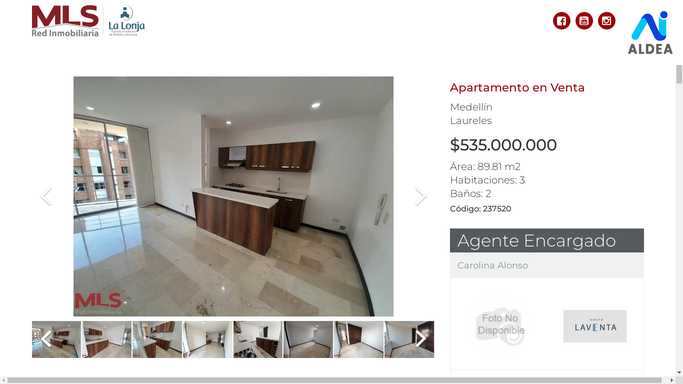 MLS
Red Inmobiliaria
La Lonja
ALDEA
Apartamento en Venta
Medellín
Laureles
$535.000.000
Área: 89.81 m2
Habitaciones: 3
Baños: 2
Código: 237520
Agente Encargado
Carolina Alonso
MLS
Foto No
Disponible
LAVENTA